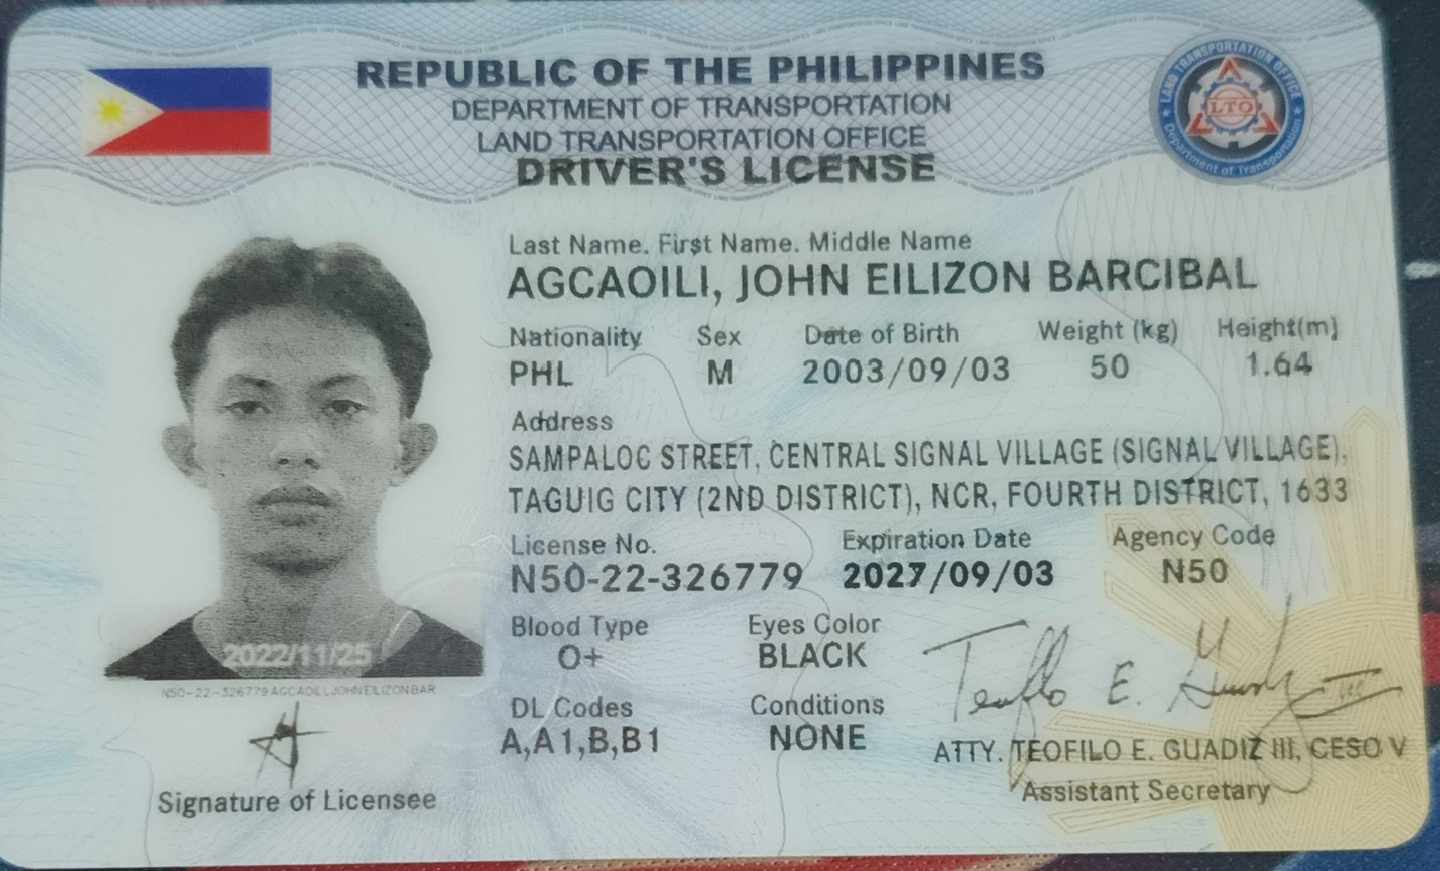 REPUBLIC OF THE PHILIPPINES
DEPARTMENT OF TRANSPORTATION
LAND TRANSPORTATION OFFICE
DRIVER'S LICENSE
LAND TRANSPORTATION OFFICE
LTO
Department of Transportation
Last Name. First Name. Middle Name
AGCAOILI, JOHN EILIZON BARCIBAL
Nationality Sex Date of Birth Weight (kg) Height(m)
PHL M 2003/09/03 50 1.64
Address
SAMPALOC STREET, CENTRAL SIGNAL VILLAGE (SIGNAL VILLAGE),
TAGUIG CITY (2ND DISTRICT), NCR, FOURTH DISTRICT, 1633
License No. Expiration Date Agency Code
N50-22-326779 2027/09/03 N50
Blood Type Eyes Color
O+ BLACK
DL Codes Conditions
A,A1,B,B1 NONE
2022/11/25
N50-22-326779 AGCAOILIJOHNEILIZONBAR
Signature of Licensee
Teofilo E. Guadiz III
ATTY. TEOFILO E. GUADIZ III, CESO V
Assistant Secretary